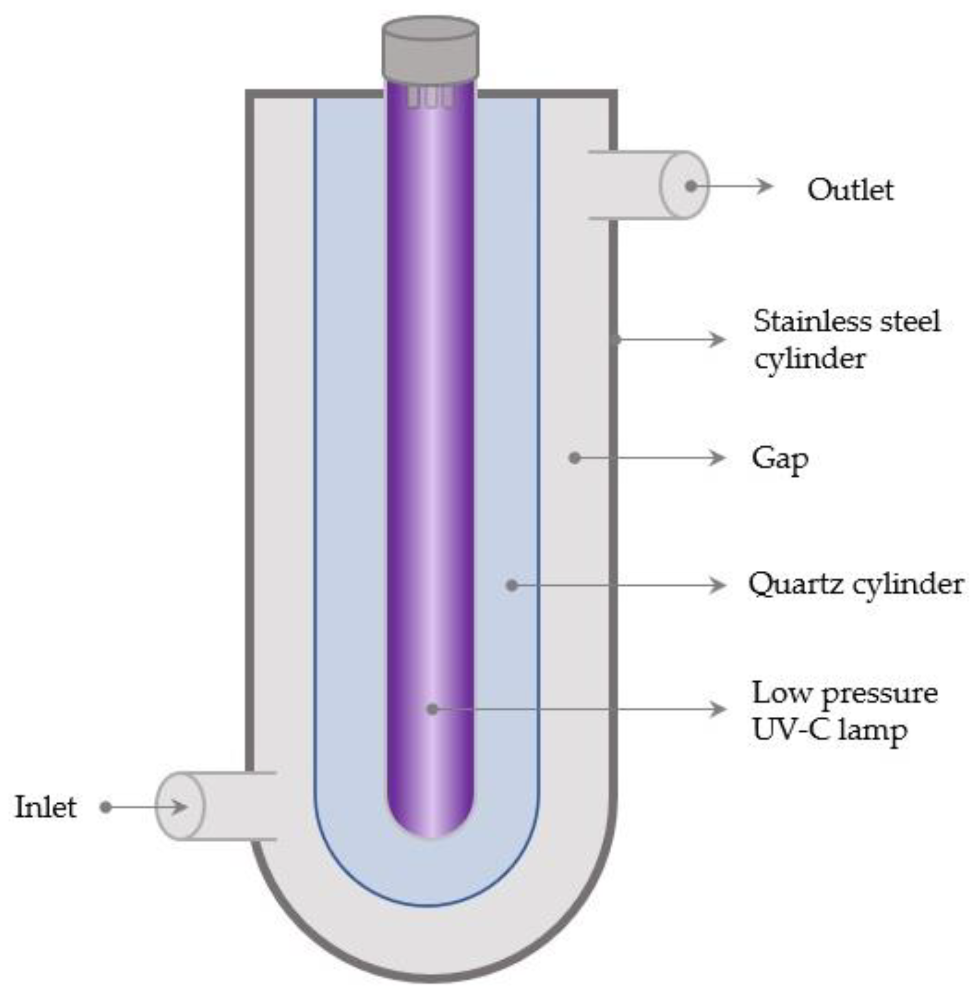 Outlet
Stainless steel
cylinder
Gap
Quartz cylinder
Low pressure
UV-C lamp
Inlet